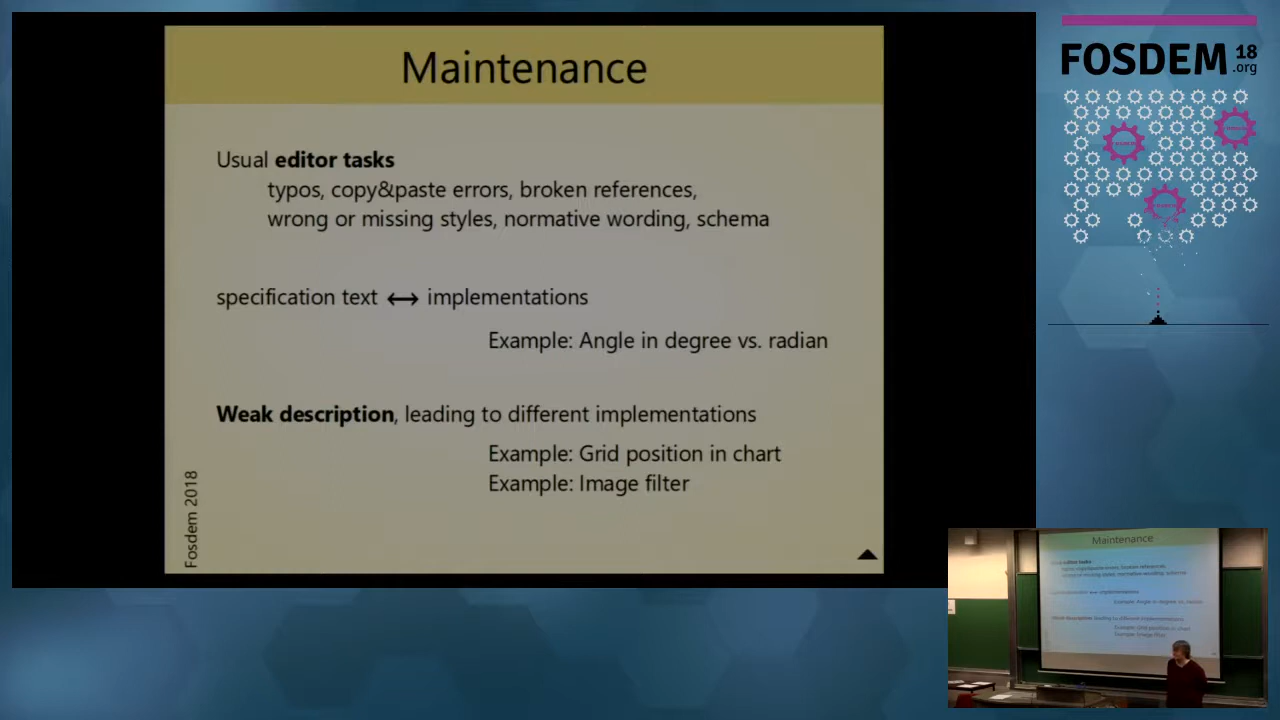 Maintenance
Usual editor tasks
typos, copy&paste errors, broken references,
wrong or missing styles, normative wording, schema
specification text ↔ implementations
Example: Angle in degree vs. radian
Weak description, leading to different implementations
Example: Grid position in chart
Example: Image filter
Fosdem 2018
FOSDEM 18
.org
Maintenance